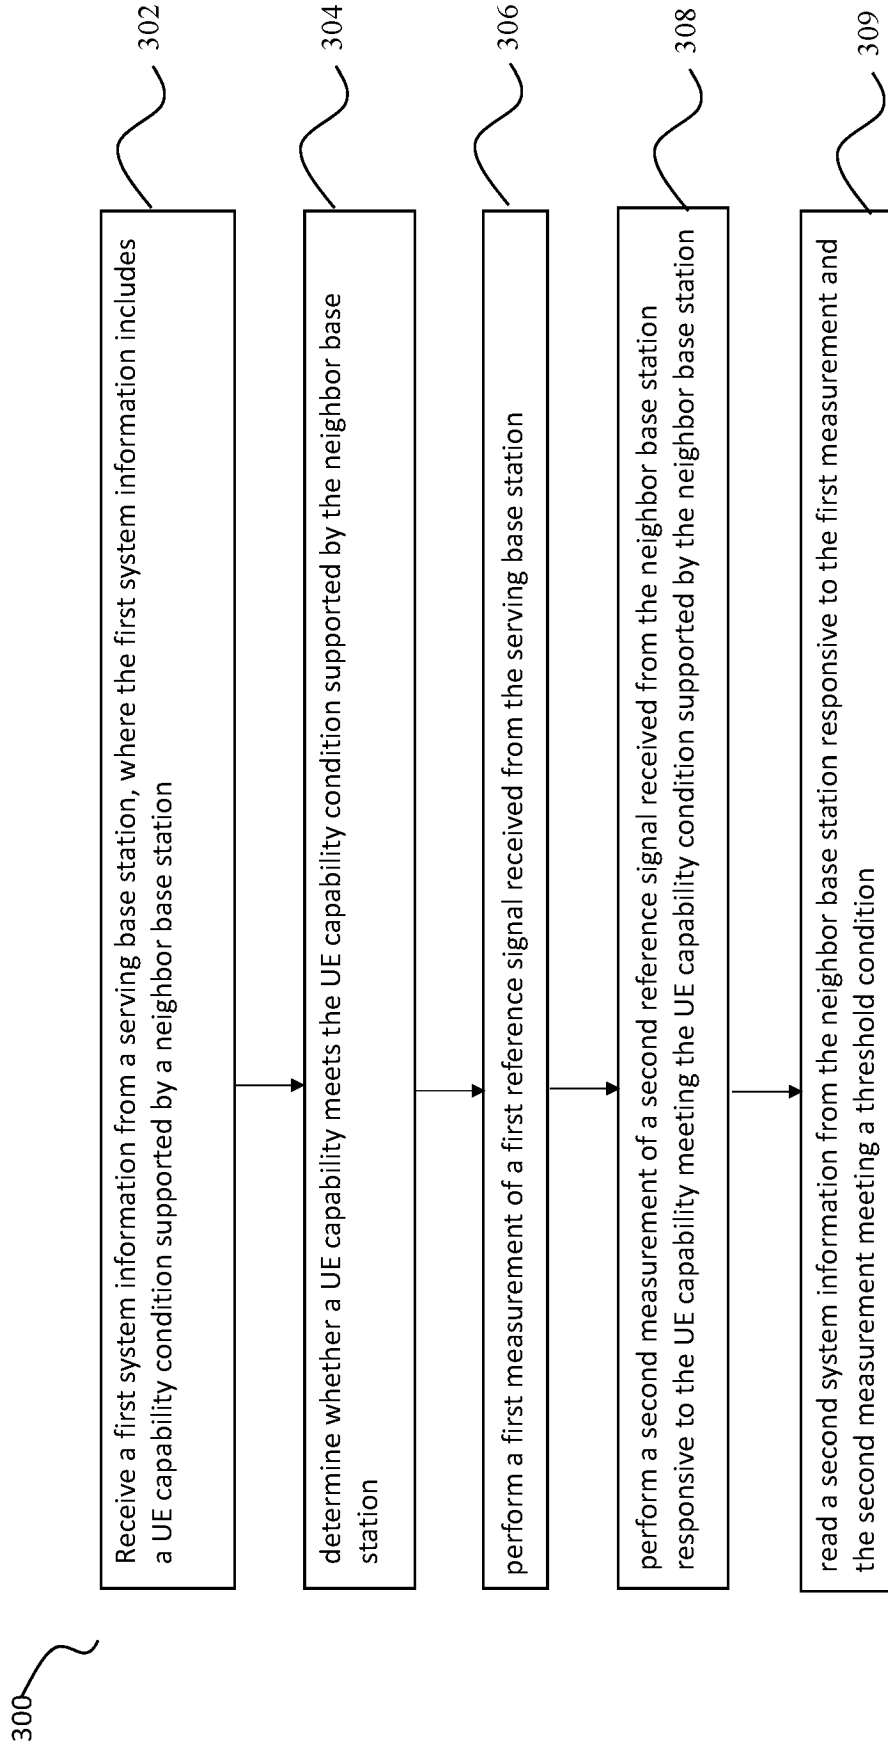 300
302
Receive a first system information from a serving base station, where the first system information includes
a UE capability condition supported by a neighbor base station
304
determine whether a UE capability meets the UE capability condition supported by the neighbor base
station
306
perform a first measurement of a first reference signal received from the serving base station
308
perform a second measurement of a second reference signal received from the neighbor base station
responsive to the UE capability meeting the UE capability condition supported by the neighbor base station
309
read a second system information from the neighbor base station responsive to the first measurement and
the second measurement meeting a threshold condition